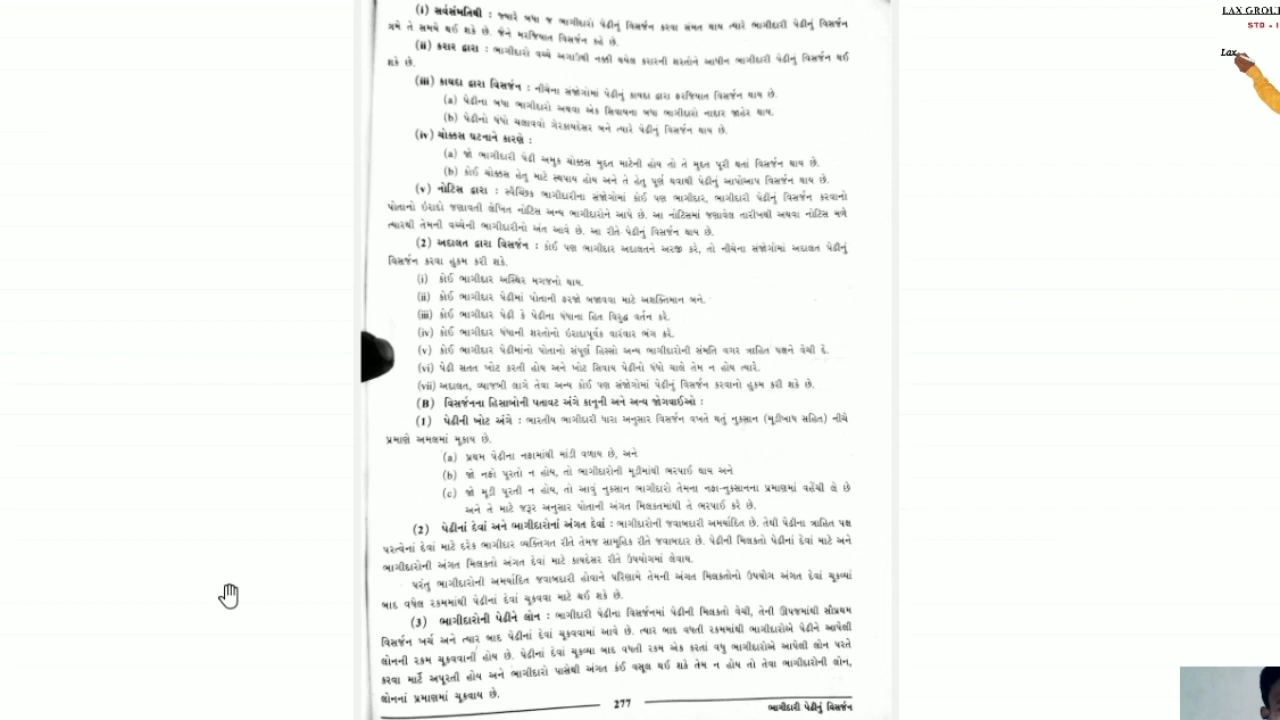 (i) સર્વસંમતિથી : જ્યારે બધા જ ભાગીદારો પેઢીનું વિસર્જન કરવા સંમત થાય ત્યારે ભાગીદારી પેઢીનું વિસર્જન
ગમે તે સમયે થઈ શકે છે. જેને મરજિયાત વિસર્જન કહે છે.
(ii) કરાર દ્વારા : ભાગીદારો વચ્ચે અગાઉથી નક્કી થયેલ કરારની શરતોને આધીન ભાગીદારી પેઢીનું વિસર્જન થઈ
શકે છે.
(iii) કાયદા દ્વારા વિસર્જન : નીચેના સંજોગોમાં પેઢીનું કાયદા દ્વારા ફરજિયાત વિસર્જન થાય છે.
(a) પેઢીના બધા ભાગીદારો અથવા એક સિવાયના બધા ભાગીદારો નાદાર જાહેર થાય.
(b) પેઢીનો ધંધો ચલાવવો ગેરકાયદેસર બને ત્યારે પેઢીનું વિસર્જન થાય છે.
(iv) ચોક્કસ ઘટનાને કારણે :
(a) જો ભાગીદારી પેઢી અમુક ચોક્કસ મુદત માટેની હોય તો તે મુદત પૂરી થતાં વિસર્જન થાય છે.
(b) કોઈ ચોક્કસ હેતુ માટે સ્થપાય હોય અને તે હેતુ પૂર્ણ થવાથી પેઢીનું આપોઆપ વિસર્જન થાય છે.
(v) નોટિસ દ્વારા : સ્વૈચ્છિક ભાગીદારીના સંજોગોમાં કોઈ પણ ભાગીદાર, ભાગીદારી પેઢીનું વિસર્જન કરવાનો
પોતાનો ઇરાદો જણાવતી લેખિત નોટિસ અન્ય ભાગીદારોને આપે છે. આ નોટિસમાં જણાવેલ તારીખથી અથવા નોટિસ મળે
ત્યારથી તેમની વચ્ચેની ભાગીદારીનો અંત આવે છે. આ રીતે પેઢીનું વિસર્જન થાય છે.
(2) અદાલત દ્વારા વિસર્જન : કોઈ પણ ભાગીદાર અદાલતને અરજી કરે, તો નીચેના સંજોગોમાં અદાલત પેઢીનું
વિસર્જન કરવા હુકમ કરી શકે.
(i) કોઈ ભાગીદાર અસ્થિર મગજનો થાય.
(ii) કોઈ ભાગીદાર પેઢીમાં પોતાની ફરજો બજાવવા માટે અશક્તિમાન બને.
(iii) કોઈ ભાગીદાર પેઢી કે પેઢીના ધંધાના હિત વિરુદ્ધ વર્તન કરે.
(iv) કોઈ ભાગીદાર ધંધાની શરતોનો ઇરાદાપૂર્વક વારંવાર ભંગ કરે.
(v) કોઈ ભાગીદાર પેઢીમાંનો પોતાનો સંપૂર્ણ હિસ્સો અન્ય ભાગીદારોની સંમતિ વગર ત્રાહિત પક્ષને વેચી દે.
(vi) પેઢી સતત ખોટ કરતી હોય અને ખોટ સિવાય પેઢીનો ધંધો ચાલે તેમ ન હોય ત્યારે.
(vii) અદાલત, વ્યાજબી લાગે તેવા અન્ય કોઈ પણ સંજોગોમાં પેઢીનું વિસર્જન કરવાનો હુકમ કરી શકે છે.
(B) વિસર્જનના હિસાબોની પતાવટ અંગે કાનૂની અને અન્ય જોગવાઈઓ :
(1) પેઢીની ખોટ અંગે : ભારતીય ભાગીદારી ધારા અનુસાર વિસર્જન વખતે થતું નુકસાન (મૂડીખાધ સહિત) નીચે
પ્રમાણે અમલમાં મૂકાય છે.
(a) પ્રથમ પેઢીના નફામાંથી માંડી વળાય છે, અને
(b) જો નફો પૂરતો ન હોય, તો ભાગીદારોની મૂડીમાંથી ભરપાઈ થાય અને
(c) જો મૂડી પૂરતી ન હોય, તો આવું નુકસાન ભાગીદારો તેમના નફા-નુકસાનના પ્રમાણમાં વહેંચી લે છે
અને તે માટે જરૂર અનુસાર પોતાની અંગત મિલકતમાંથી તે ભરપાઈ કરે છે.
(2) પેઢીનાં દેવાં અને ભાગીદારોનાં અંગત દેવાં : ભાગીદારોની જવાબદારી અમર્યાદિત છે. તેથી પેઢીના ત્રાહિત પક્ષ
પરત્વેનાં દેવાં માટે દરેક ભાગીદાર વ્યક્તિગત રીતે તેમજ સામૂહિક રીતે જવાબદાર છે. પેઢીની મિલકતો પેઢીનાં દેવાં માટે અને
ભાગીદારોની અંગત મિલકતો અંગત દેવાં માટે કાયદેસર રીતે ઉપયોગમાં લેવાય.
પરંતુ ભાગીદારોની અમર્યાદિત જવાબદારી હોવાને પરિણામે તેમની અંગત મિલકતોનો ઉપયોગ અંગત દેવાં ચૂકવ્યાં
બાદ વધેલ રકમમાંથી પેઢીનાં દેવાં ચૂકવવા માટે થઈ શકે છે.
(3) ભાગીદારોની પેઢીને લોન : ભાગીદારી પેઢીના વિસર્જનમાં પેઢીની મિલકતો વેચી, તેની ઊપજમાંથી સૌપ્રથમ
વિસર્જન ખર્ચ અને ત્યાર બાદ પેઢીનાં દેવાં ચૂકવવામાં આવે છે. ત્યાર બાદ વધતી રકમમાંથી ભાગીદારોએ પેઢીને આપેલી
લોનની રકમ ચૂકવવાની હોય છે. પેઢીનાં દેવાં ચૂકવ્યા બાદ વધતી રકમ એક કરતાં વધુ ભાગીદારોએ આપેલી લોન પરતે
કરવા માટે અપૂરતી હોય અને ભાગીદારો પાસેથી અંગત કંઈ વસૂલ થઈ શકે તેમ ન હોય તો તેવા ભાગીદારોની લોન,
લોનનાં પ્રમાણમાં ચૂકવાય છે.
277
ભાગીદારી પેઢીનું વિસર્જન
LAX GROU
STD -
Lax